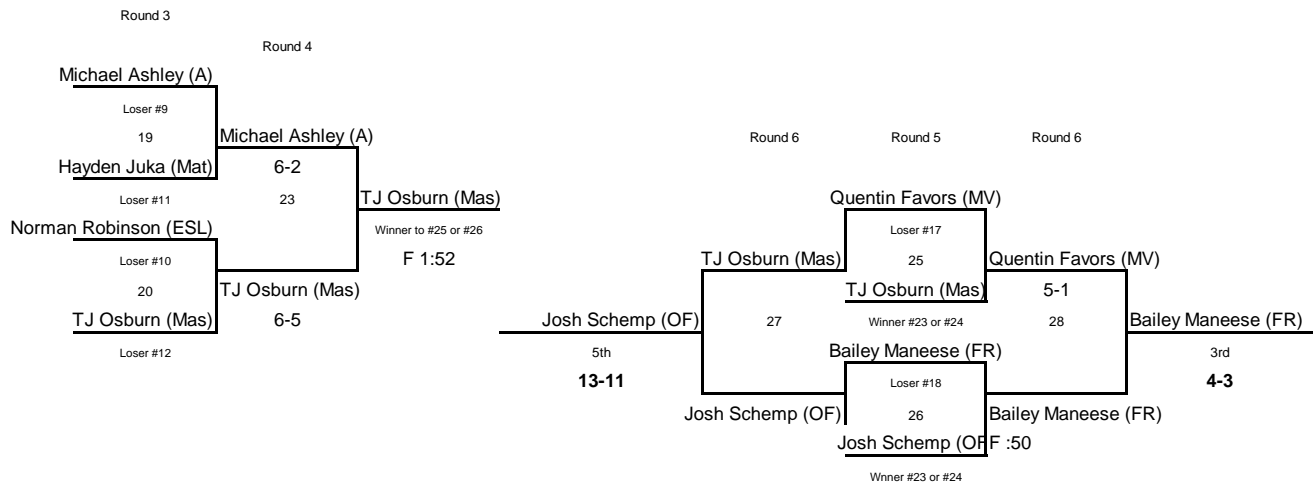 Round 3
Round 4
Michael Ashley (A)
Loser #9
19
Michael Ashley (A)
Hayden Juka (Mat)
6-2
Loser #11
23
TJ Osburn (Mas)
Norman Robinson (ESL)
Winner to #25 or #26
Loser #10
F 1:52
20
TJ Osburn (Mas)
TJ Osburn (Mas)
6-5
Loser #12
Round 6
Round 5
Round 6
Quentin Favors (MV)
Loser #17
TJ Osburn (Mas)
25
Quentin Favors (MV)
TJ Osburn (Mas)
5-1
Josh Schemp (OF)
27
Winner #23 or #24
28
Bailey Maneese (FR)
5th
Bailey Maneese (FR)
3rd
13-11
Loser #18
4-3
Josh Schemp (OF)
26
Bailey Maneese (FR)
Josh Schemp (OF
F :50
Wnner #23 or #24